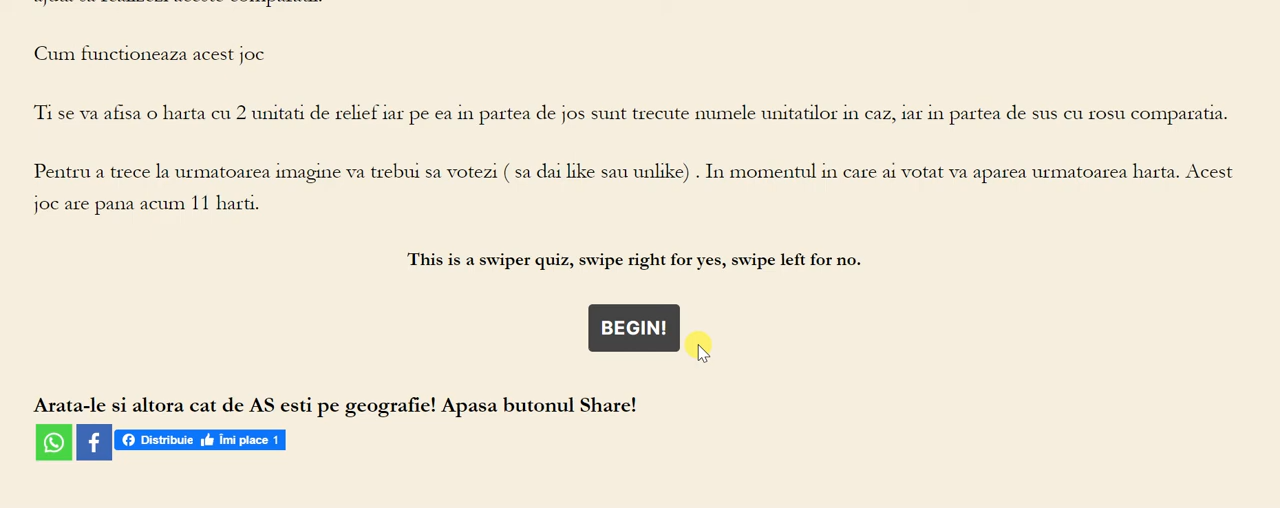 Cum functioneaza acest joc
Ti se va afisa o harta cu 2 unitati de relief iar pe ea in partea de jos sunt trecute numele unitatilor in caz, iar in partea de sus cu rosu comparatia.
Pentru a trece la urmatoarea imagine va trebui sa votezi ( sa dai like sau unlike) . In momentul in care ai votat va aparea urmatoarea harta. Acest
joc are pana acum 11 harti.
This is a swiper quiz, swipe right for yes, swipe left for no.
BEGIN!
Arata-le si altora cat de AS esti pe geografie! Apasa butonul Share!
Distribuie Îmi place 1